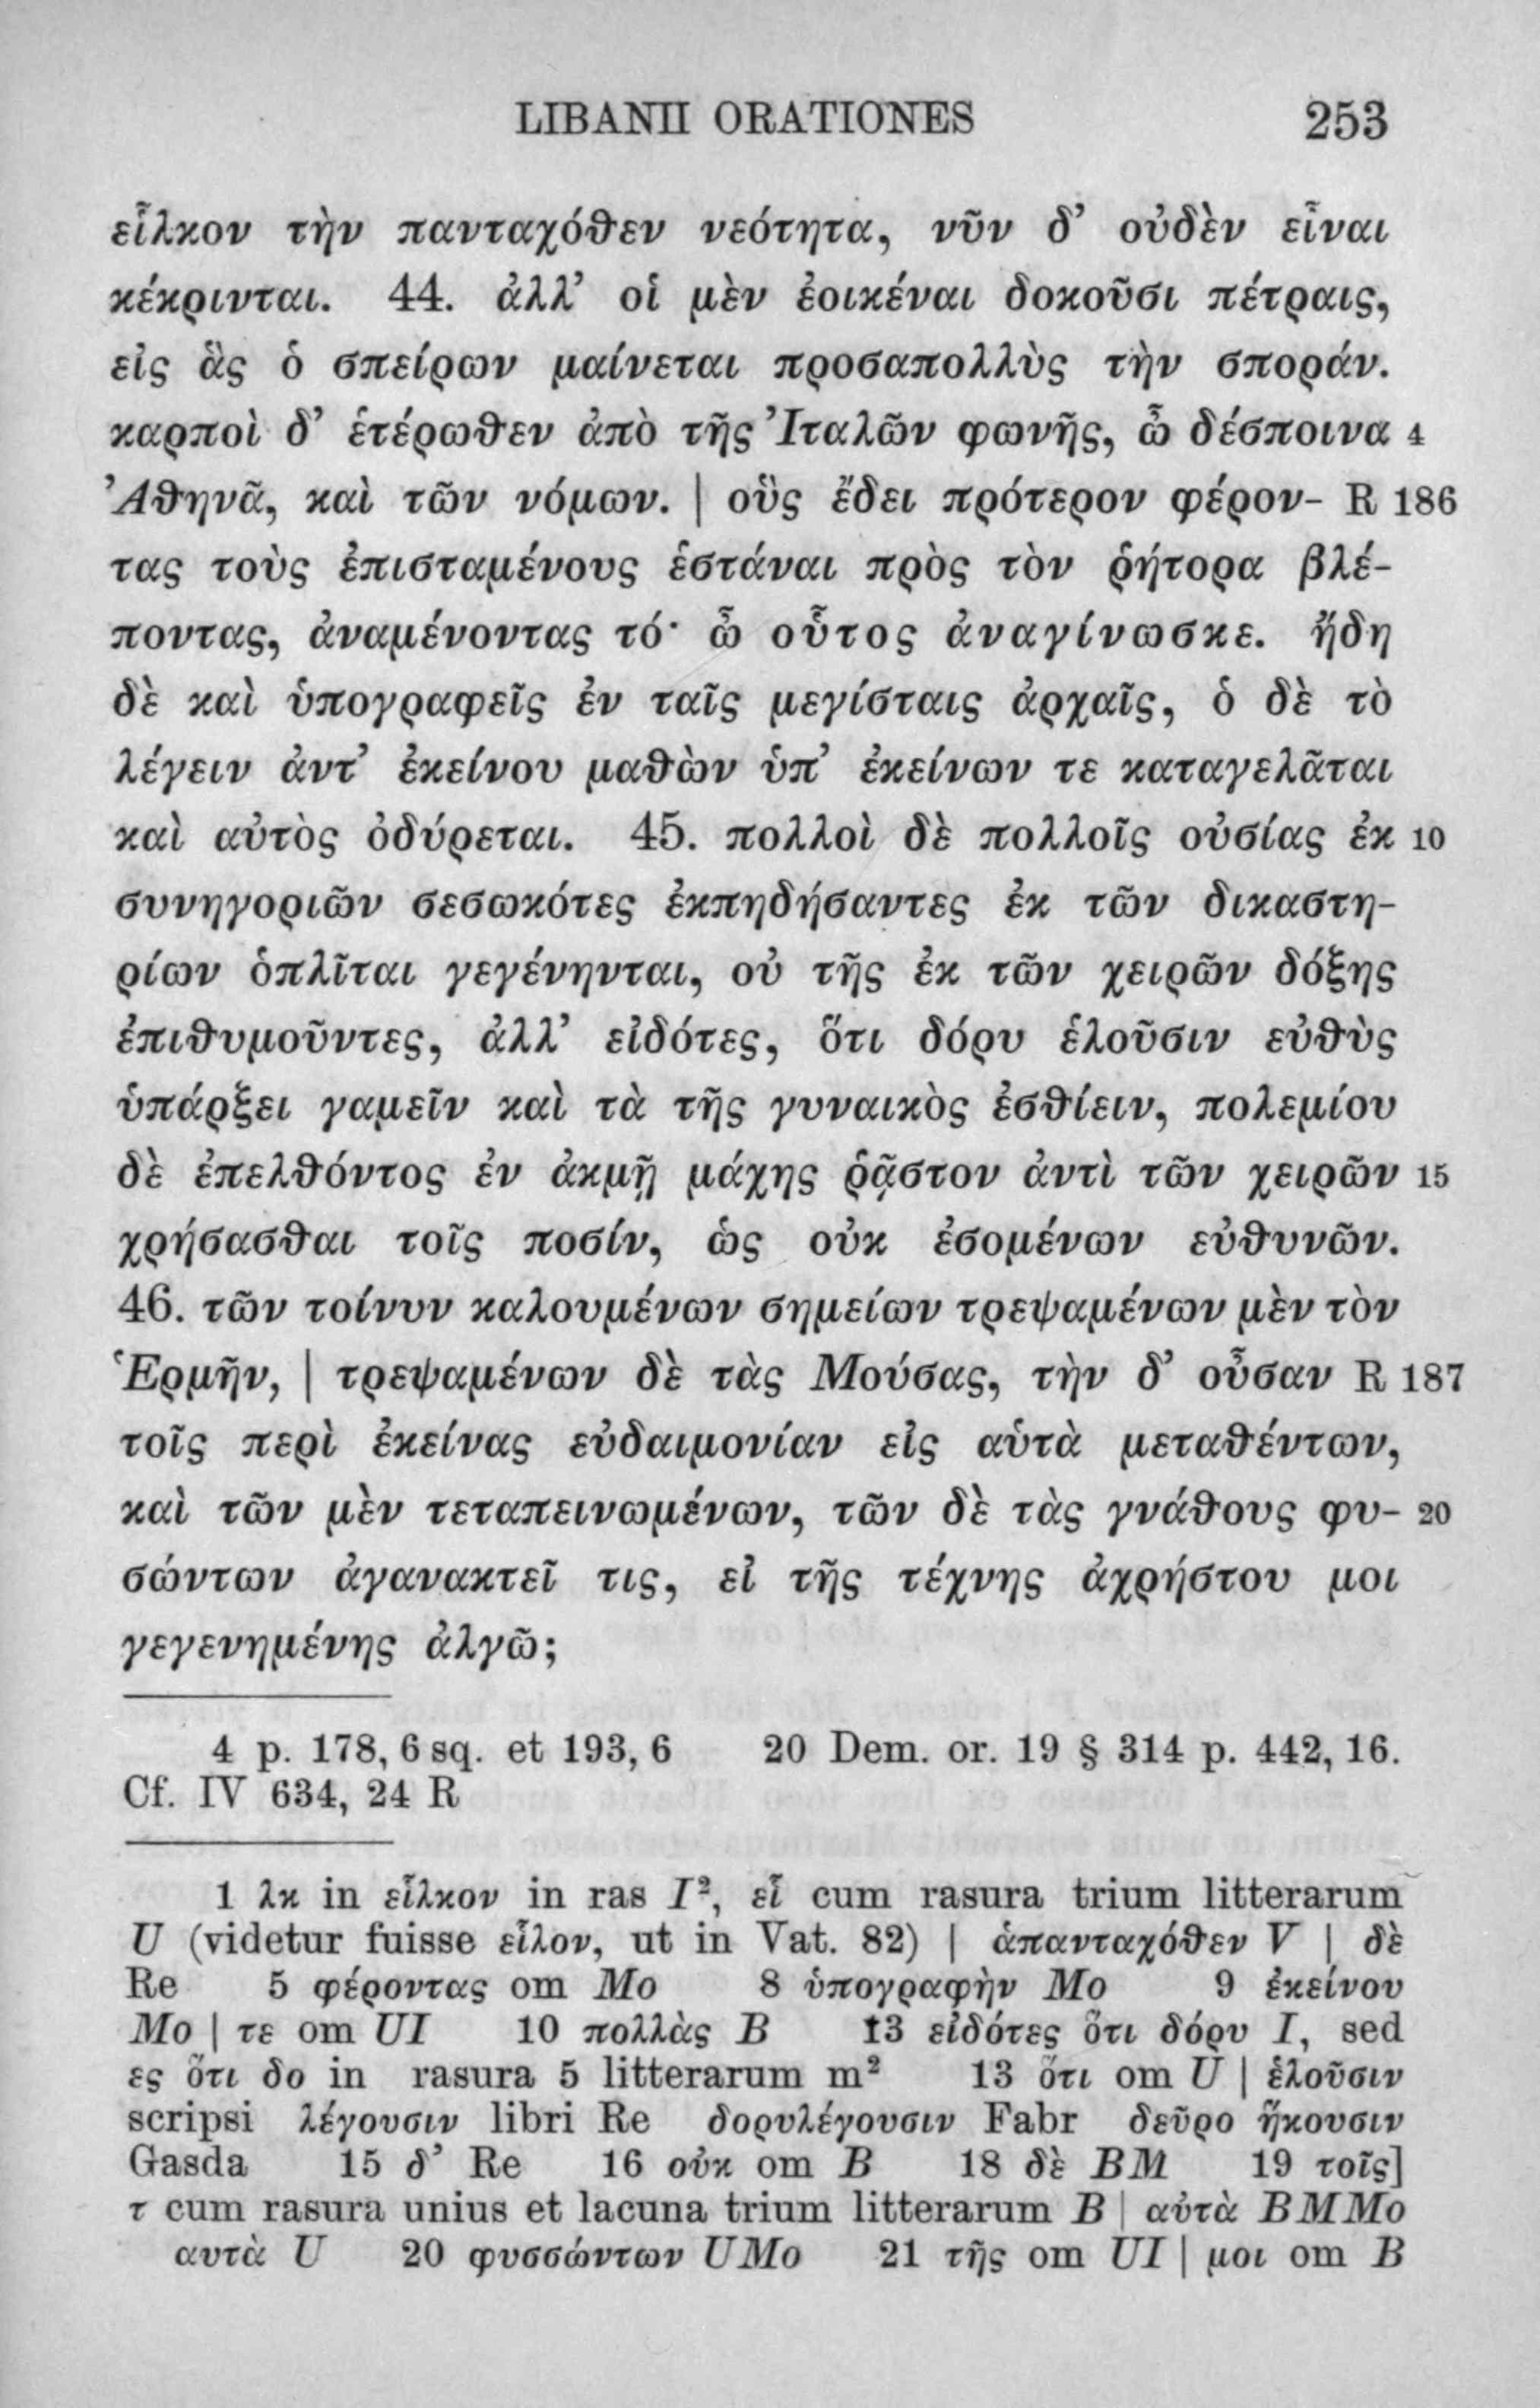 LIBANII ORATIONES 253
εἷλκον τὴν πανταχόθεν νεότητα, νῦν δ’ οὐδὲν εἶναι
κέκρινται. 44. ἀλλ’ οἱ μὲν ἐοικέναι δοκοῦσι πέτραις,
εἰς ἃς ὁ σπείρων μαίνεται προσαπολλὺς τὴν σποράν.
καρποὶ δ’ ἑτέρωθεν ἀπὸ τῆς Ἰταλῶν φωνῆς, ὦ δέσποινα 4
Ἀθηνᾶ, καὶ τῶν νόμων. | οὓς ἔδει πρότερον φέρον- R 186
τας τοὺς ἐπισταμένους ἑστάναι πρὸς τὸν ῥήτορα βλέ-
ποντας, ἀναμένοντας τό· ὦ οὗτος ἀναγίνωσκε. ἤδη
δὲ καὶ ὑπογραφεῖς ἐν ταῖς μεγίσταις ἀρχαῖς, ὁ δὲ τὸ
λέγειν ἀντ’ ἐκείνου μαθὼν ὑπ’ ἐκείνων τε καταγελᾶται
καὶ αὐτὸς ὀδύρεται. 45. πολλοὶ δὲ πολλοῖς οὐσίας ἐκ 10
συνηγοριῶν σεσωκότες ἐκπηδήσαντες ἐκ τῶν δικαστη-
ρίων ὁπλῖται γεγένηνται, οὐ τῆς ἐκ τῶν χειρῶν δόξης
ἐπιθυμοῦντες, ἀλλ’ εἰδότες, ὅτι δόρυ ἑλοῦσιν εὐθὺς
ὑπάρξει γαμεῖν καὶ τὰ τῆς γυναικὸς ἐσθίειν, πολεμίου
δὲ ἐπελθόντος ἐν ἀκμῇ μάχης ῥᾷστον ἀντὶ τῶν χειρῶν 15
χρήσασθαι τοῖς ποσίν, ὡς οὐκ ἐσομένων εὐθυνῶν.
46. τῶν τοίνυν καλουμένων σημείων τρεψαμένων μὲν τὸν
Ἑρμῆν, | τρεψαμένων δὲ τὰς Μούσας, τὴν δ’ οὖσαν R 187
τοῖς περὶ ἐκείνας εὐδαιμονίαν εἰς αὑτὰ μεταθέντων,
καὶ τῶν μὲν τεταπεινωμένων, τῶν δὲ τὰς γνάθους φυ- 20
σώντων ἀγανακτεῖ τις, εἰ τῆς τέχνης ἀχρήστου μοι
γεγενημένης ἀλγῶ;
4 p. 178, 6 sq. et 193, 6 20 Dem. or. 19 § 314 p. 442, 16.
Cf. IV 634, 24 R
1 λκ in εἷλκον in ras I², εἷ cum rasura trium litterarum
U (videtur fuisse εἷλον, ut in Vat. 82) | ἁπανταχόθεν V | δὲ
Re 5 φέροντας om Mo 8 ὑπογραφὴν Mo 9 ἐκείνου
Mo | τε om UI 10 πολλὰς B 13 εἰδότες ὅτι δόρυ I, sed
ες ὅτι δο in rasura 5 litterarum m² 13 ὅτι om U | ἑλοῦσιν
scripsi λέγουσιν libri Re δορυλέγουσιν Fabr δεῦρο ἥκουσιν
Gasda 15 δ’ Re 16 οὐκ om B 18 δὲ BM 19 τοῖς]
τ cum rasura unius et lacuna trium litterarum B | αὐτὰ BMMo
αυτὰ U 20 φυσσώντων UMo 21 τῆς om UI | μοι om B